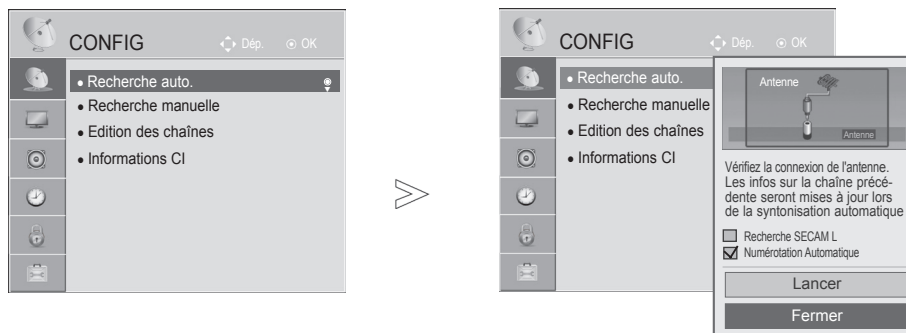 CONFIG
Dép. OK
• Recherche auto.
• Recherche manuelle
• Edition des chaînes
• Informations CI
CONFIG
Dép. OK
• Recherche auto.
• Recherche manuelle
• Edition des chaînes
• Informations CI
Antenne
Antenne
Vérifiez la connexion de l'antenne.
Les infos sur la chaîne précé-
dente seront mises à jour lors
de la syntonisation automatique
Recherche SECAM L
Numérotation Automatique
Lancer
Fermer